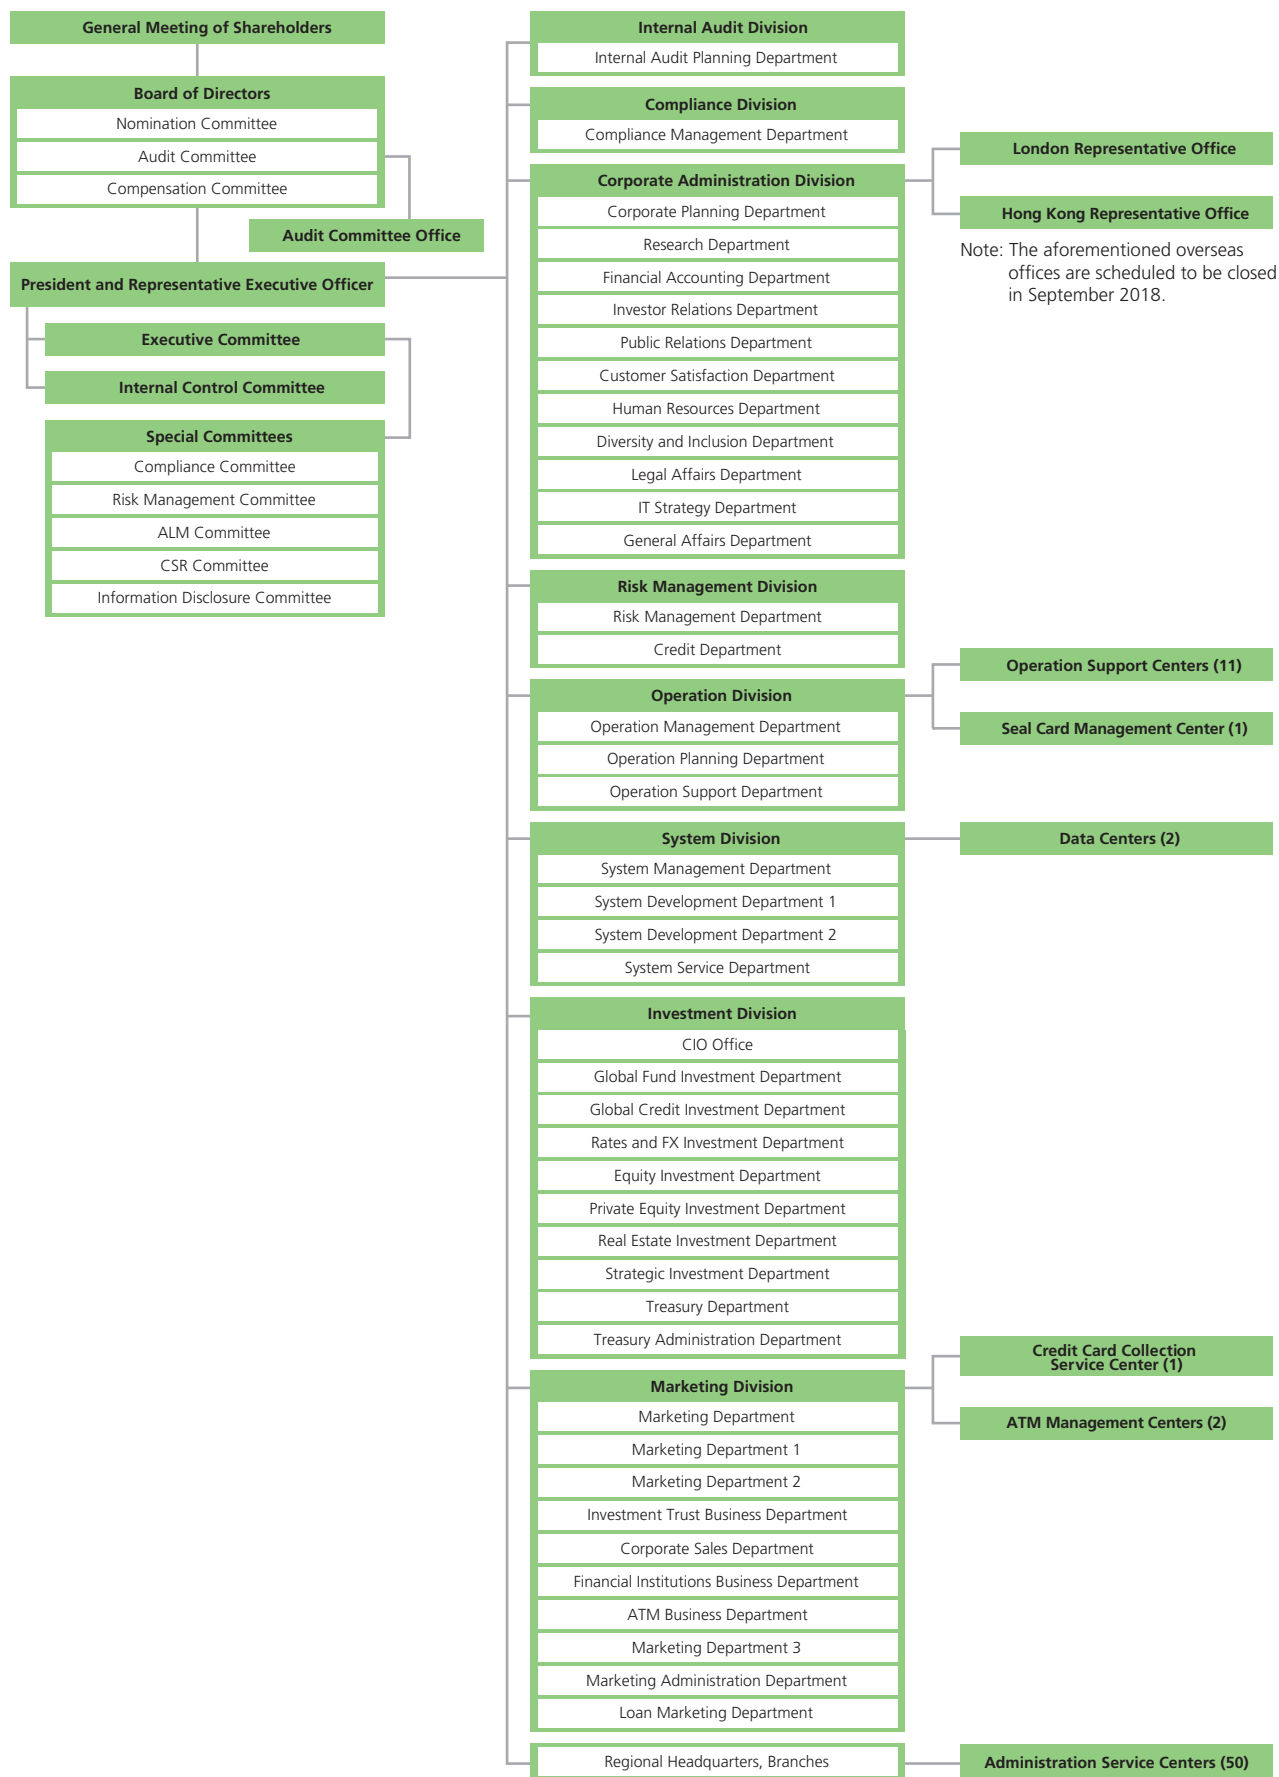 General Meeting of Shareholders
Board of Directors
Nomination Committee
Audit Committee
Compensation Committee
Audit Committee Office
President and Representative Executive Officer
Executive Committee
Internal Control Committee
Special Committees
Compliance Committee
Risk Management Committee
ALM Committee
CSR Committee
Information Disclosure Committee
Internal Audit Division
Internal Audit Planning Department
Compliance Division
Compliance Management Department
Corporate Administration Division
Corporate Planning Department
Research Department
Financial Accounting Department
Investor Relations Department
Public Relations Department
Customer Satisfaction Department
Human Resources Department
Diversity and Inclusion Department
Legal Affairs Department
IT Strategy Department
General Affairs Department
Risk Management Division
Risk Management Department
Credit Department
Operation Division
Operation Management Department
Operation Planning Department
Operation Support Department
System Division
System Management Department
System Development Department 1
System Development Department 2
System Service Department
Investment Division
CIO Office
Global Fund Investment Department
Global Credit Investment Department
Rates and FX Investment Department
Equity Investment Department
Private Equity Investment Department
Real Estate Investment Department
Strategic Investment Department
Treasury Department
Treasury Administration Department
Marketing Division
Marketing Department
Marketing Department 1
Marketing Department 2
Investment Trust Business Department
Corporate Sales Department
Financial Institutions Business Department
ATM Business Department
Marketing Department 3
Marketing Administration Department
Loan Marketing Department
Regional Headquarters, Branches
London Representative Office
Hong Kong Representative Office
Note: The aforementioned overseas
offices are scheduled to be closed
in September 2018.
Operation Support Centers (11)
Seal Card Management Center (1)
Data Centers (2)
Credit Card Collection
Service Center (1)
ATM Management Centers (2)
Administration Service Centers (50)